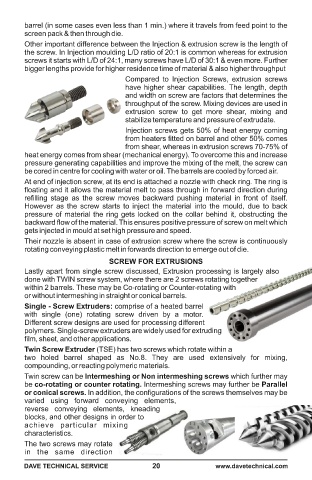 barrel (in some cases even less than 1 min.) where it travels from feed point to the
screen pack & then through die.
Other important difference between the Injection & extrusion screw is the length of
the screw. In Injection moulding L/D ratio of 20:1 is common whereas for extrusion
screws it starts with L/D of 24:1, many screws have L/D of 30:1 & even more. Further
bigger lengths provide for higher residence time of material & also higher throughput
Compared to Injection Screws, extrusion screws
have higher shear capabilities. The length, depth
and width on screw are factors that determines the
throughput of the screw. Mixing devices are used in
extrusion screw to get more shear, mixing and
stabilize temperature and pressure of extrudate.
Injection screws gets 50% of heat energy coming
from heaters fitted on barrel and other 50% comes
from shear, whereas in extrusion screws 70-75% of
heat energy comes from shear (mechanical energy). To overcome this and increase
pressure generating capabilities and improve the mixing of the melt, the screw can
be cored in centre for cooling with water or oil. The barrels are cooled by forced air.
At end of injection screw, at its end is attached a nozzle with check ring. The ring is
floating and it allows the material melt to pass through in forward direction during
refilling stage as the screw moves backward pushing material in front of itself.
However as the screw starts to inject the material into the mould, due to back
pressure of material the ring gets locked on the collar behind it, obstructing the
backward flow of the material. This ensures positive pressure of screw on melt which
gets injected in mould at set high pressure and speed.
Their nozzle is absent in case of extrusion screw where the screw is continuously
rotating conveying plastic melt in forwards direction to emerge out of die.
SCREW FOR EXTRUSIONS
Lastly apart from single screw discussed, Extrusion processing is largely also
done with TWIN screw system, where there are 2 screws rotating together
within 2 barrels. These may be Co-rotating or Counter-rotating with
or without intermeshing in straight or conical barrels.
Single - Screw Extruders: comprise of a heated barrel
with single (one) rotating screw driven by a motor.
Different screw designs are used for processing different
polymers. Single-screw extruders are widely used for extruding
film, sheet, and other applications.
Twin Screw Extruder (TSE) has two screws which rotate within a
two holed barrel shaped as No.8. They are used extensively for mixing,
compounding, or reacting polymeric materials.
Twin screw can be Intermeshing or Non intermeshing screws which further may
be co-rotating or counter rotating. Intermeshing screws may further be Parallel
or conical screws. In addition, the configurations of the screws themselves may be
varied using forward conveying elements,
reverse conveying elements, kneading
blocks, and other designs in order to
achieve particular mixing
characteristics.
The two screws may rotate
in the same direction
DAVE TECHNICAL SERVICE 20 www.davetechnical.com